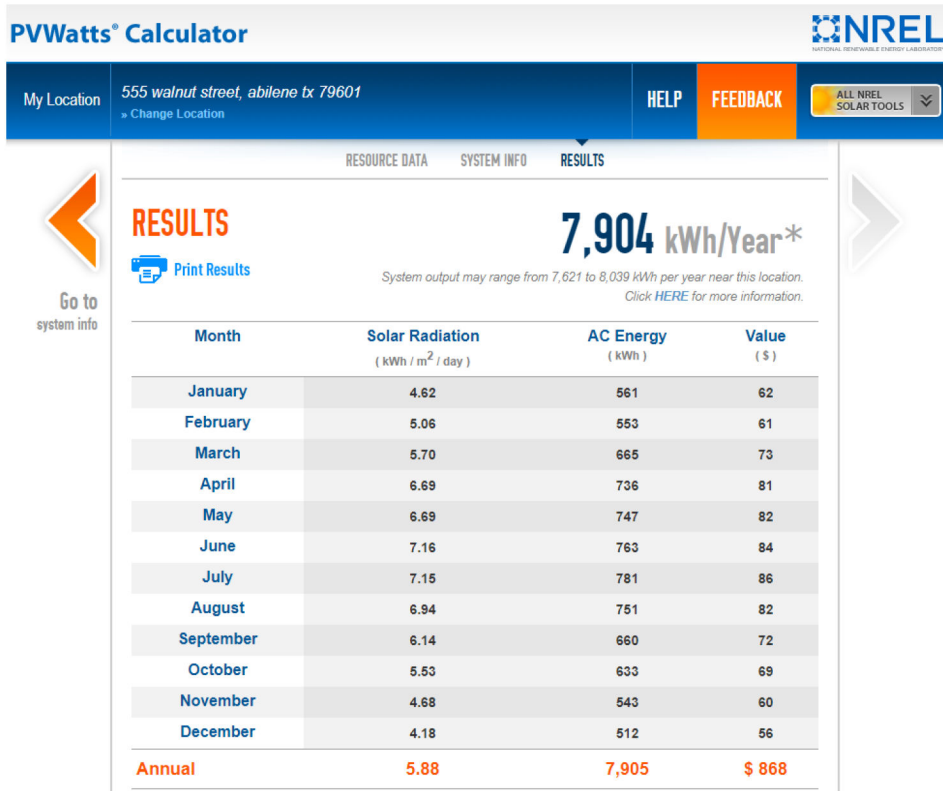 PVWatts® Calculator
NREL
NATIONAL RENEWABLE ENERGY LABORATORY
My Location
555 walnut street, abilene tx 79601
» Change Location
HELP
FEEDBACK
ALL NREL
SOLAR TOOLS
RESOURCE DATA SYSTEM INFO RESULTS
RESULTS
7,904 kWh/Year*
Print Results
System output may range from 7,621 to 8,039 kWh per year near this location.
Click HERE for more information.
Go to
system info
Month Solar Radiation AC Energy Value
( kWh / m2 / day ) ( kWh ) ( $ )
January 4.62 561 62
February 5.06 553 61
March 5.70 665 73
April 6.69 736 81
May 6.69 747 82
June 7.16 763 84
July 7.15 781 86
August 6.94 751 82
September 6.14 660 72
October 5.53 633 69
November 4.68 543 60
December 4.18 512 56
Annual 5.88 7,905 $ 868